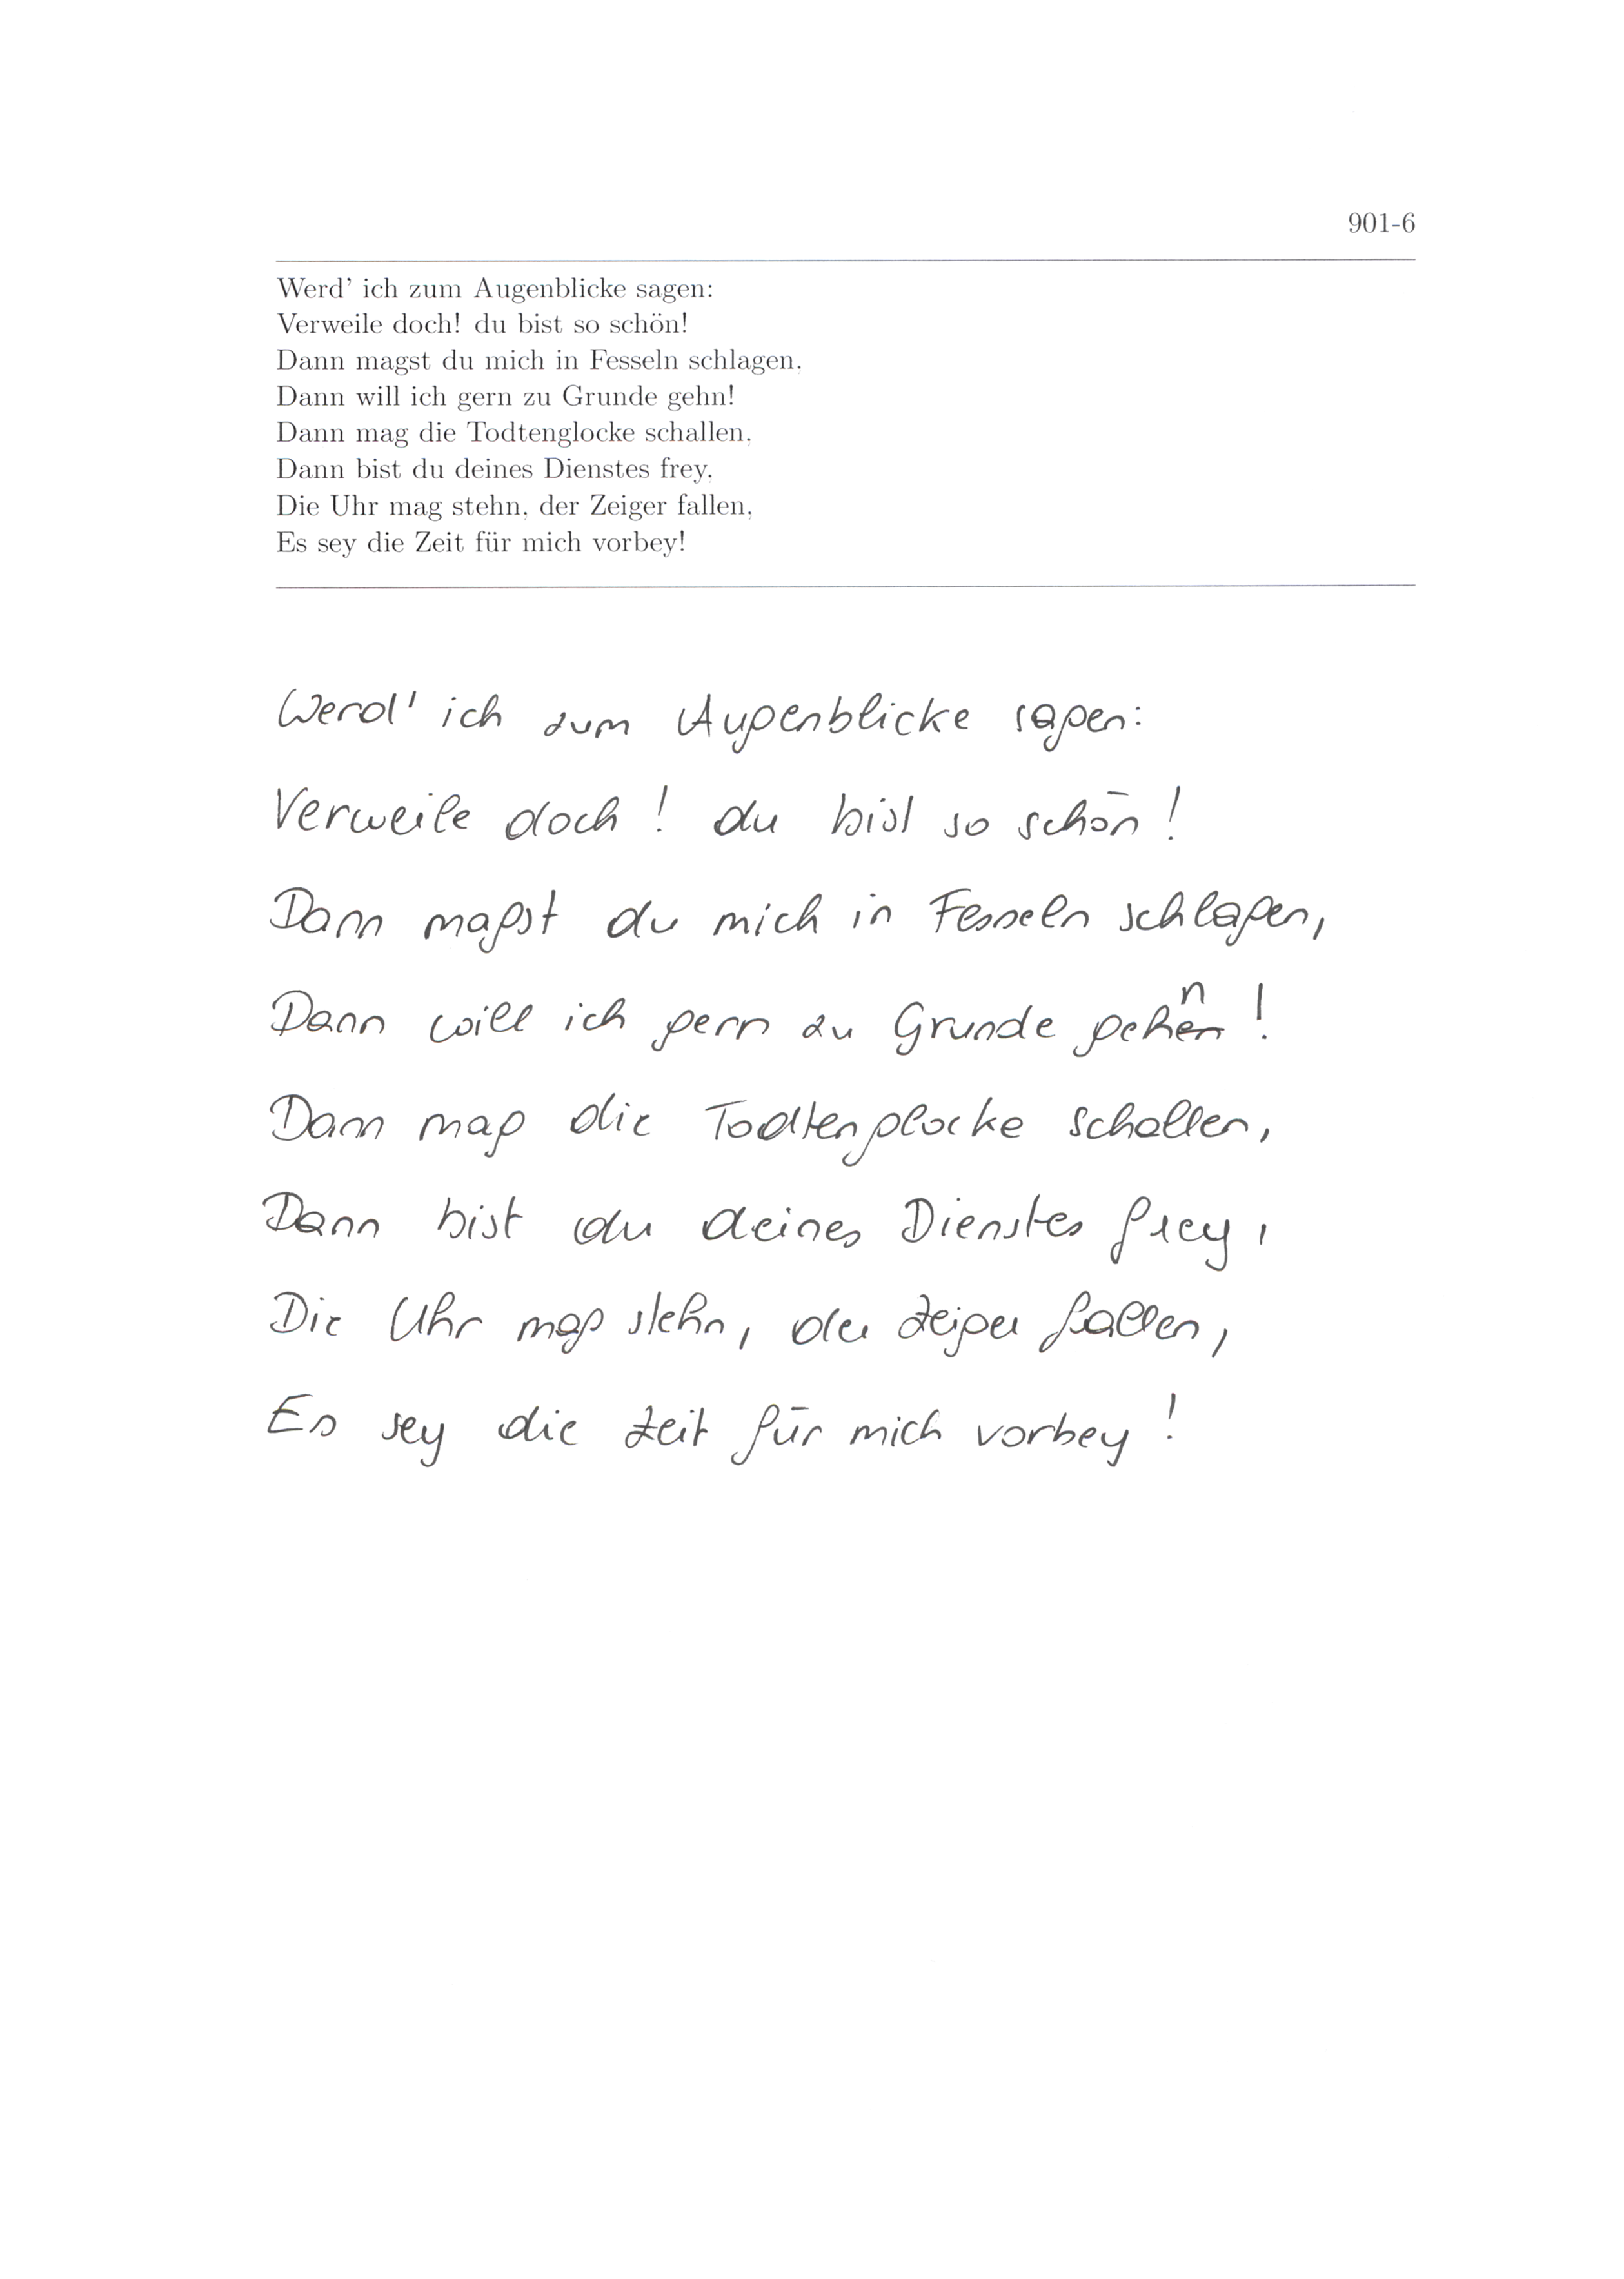 901-6
Werd' ich zum Augenblicke sagen:
Verweile doch! du bist so schön!
Dann magst du mich in Fesseln schlagen,
Dann will ich gern zu Grunde gehn!
Dann mag die Todtenglocke schallen,
Dann bist du deines Dienstes frey,
Die Uhr mag stehn, der Zeiger fallen,
Es sey die Zeit für mich vorbey!
Werd' ich zum Augenblicke sagen:
Verweile doch! du bist so schön!
Dann magst du mich in Fesseln schlagen,
Dann will ich gern zu Grunde gehn!
Dann mag die Todtenglocke schallen,
Dann bist du deines Dienstes frey,
Die Uhr mag stehn, der Zeiger fallen,
Es sey die Zeit für mich vorbey!